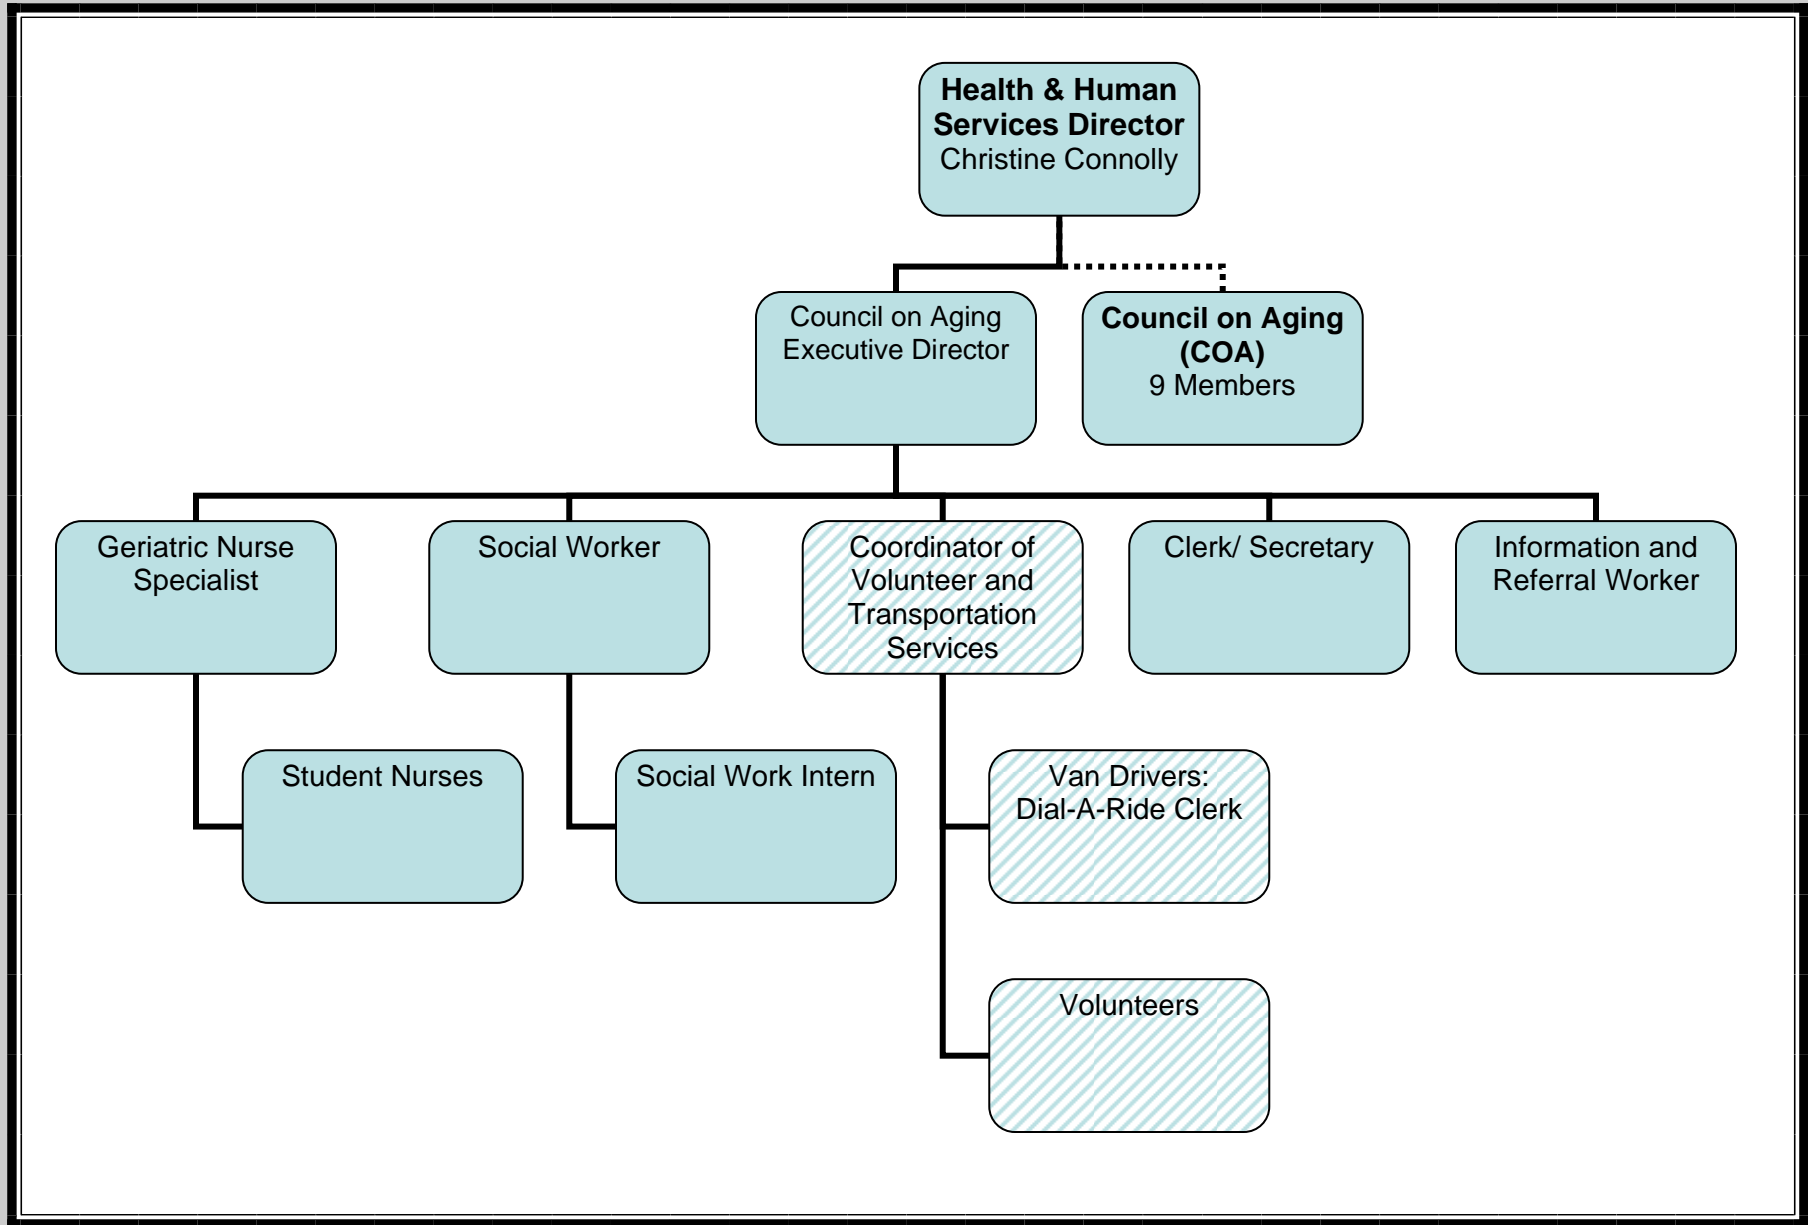 Health & Human
Services Director
Christine Connolly
Council on Aging
Executive Director
Council on Aging
(COA)
9 Members
Geriatric Nurse
Specialist
Social Worker
Coordinator of
Volunteer and
Transportation
Services
Clerk/ Secretary
Information and
Referral Worker
Student Nurses
Social Work Intern
Van Drivers:
Dial-A-Ride Clerk
Volunteers